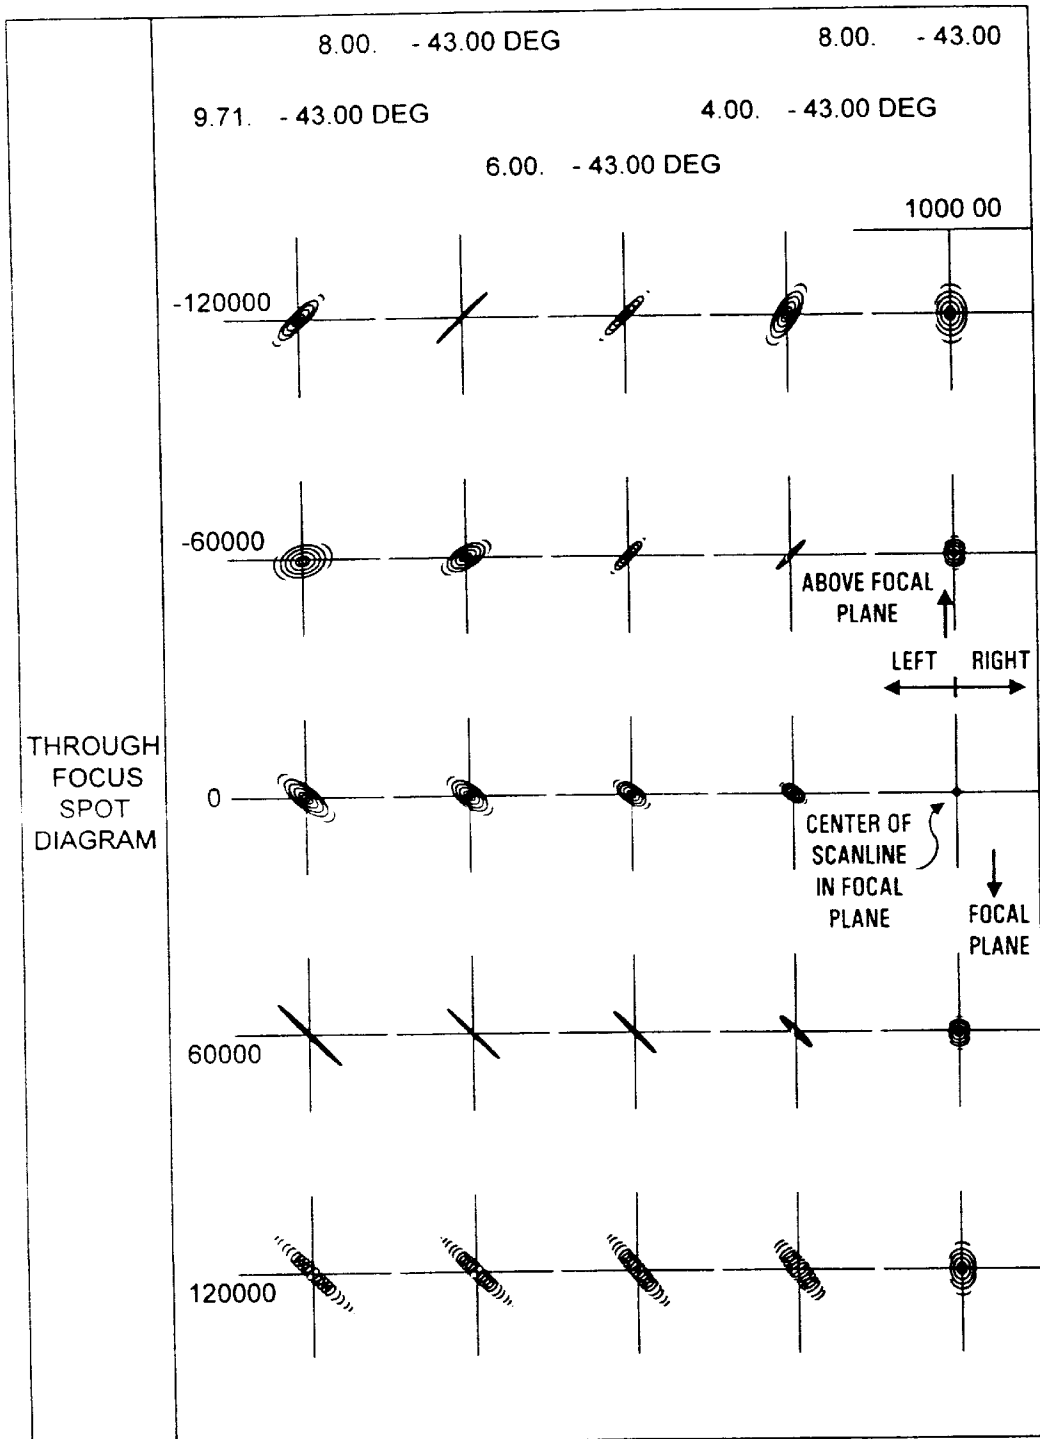 8.00. - 43.00 DEG
8.00. - 43.00
9.71. - 43.00 DEG
4.00. - 43.00 DEG
6.00. - 43.00 DEG
1000 00
-120000
-60000
ABOVE FOCAL
PLANE
LEFT
RIGHT
THROUGH
FOCUS
SPOT
DIAGRAM
0
CENTER OF
SCANLINE
IN FOCAL
PLANE
FOCAL
PLANE
60000
120000